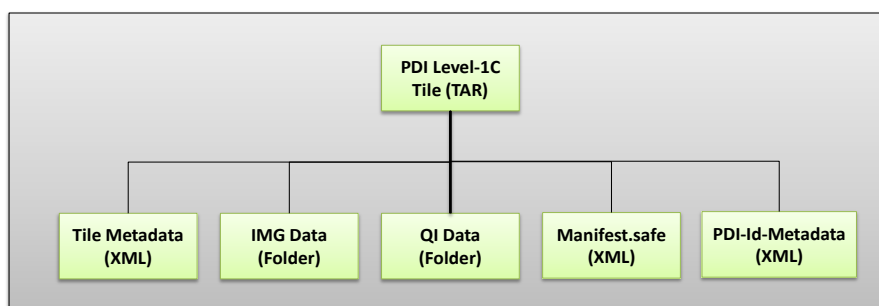 PDI Level-1C
Tile (TAR)
Tile Metadata
(XML)
IMG Data
(Folder)
QI Data
(Folder)
Manifest.safe
(XML)
PDI-Id-Metadata
(XML)